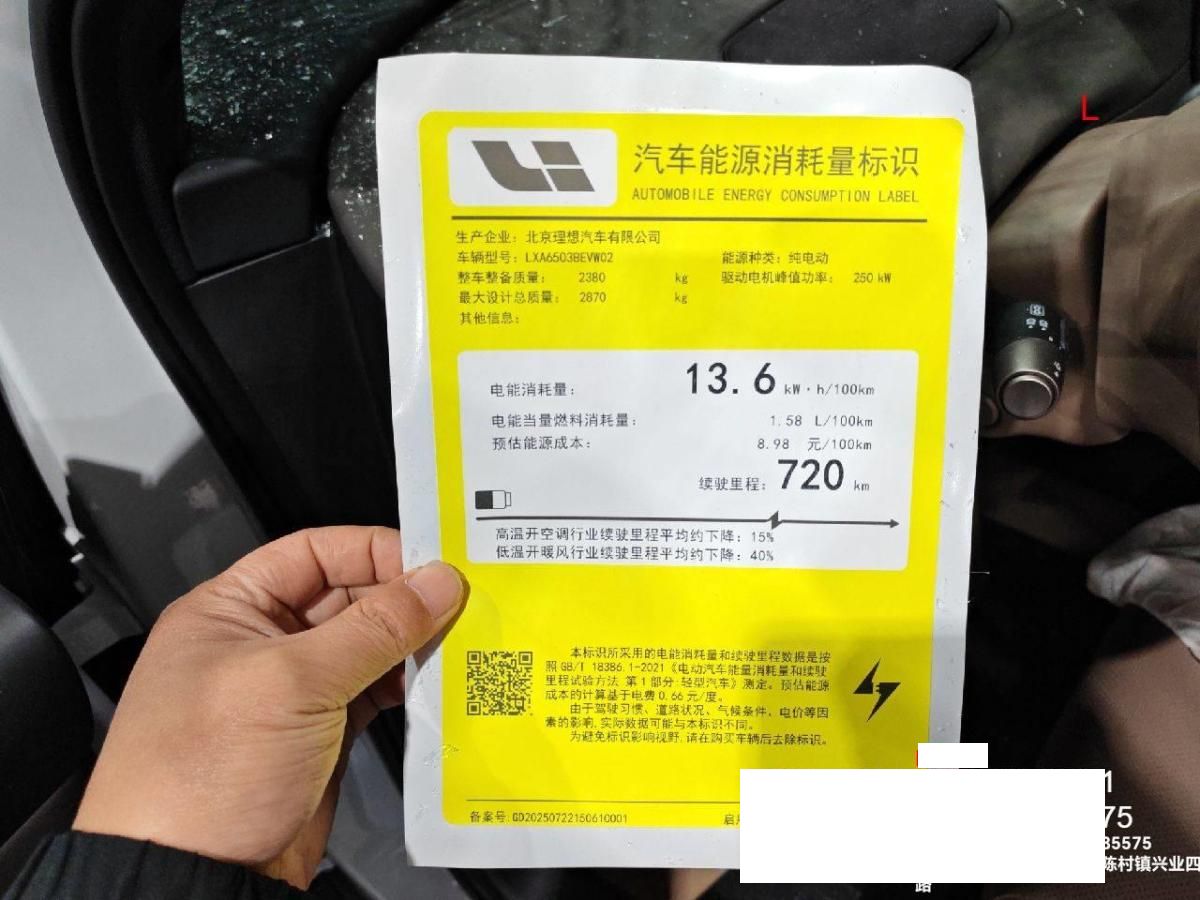 L
Li
汽车能源消耗量标识
AUTOMOBILE ENERGY CONSUMPTION LABEL
生产企业：北京理想汽车有限公司
车辆型号：LXA6503BEVW02 能源种类：纯电动
整车整备质量： 2380 kg 驱动电机峰值功率： 250 kW
最大设计总质量： 2870 kg
其他信息：
电能消耗量： 13.6 kW·h/100km
电能当量燃料消耗量： 1.58 L/100km
预估能源成本： 8.98 元/100km
续驶里程：720 km
高温开空调行业续驶里程平均约下降：15%
低温开暖风行业续驶里程平均约下降：40%
本标识所采用的电能消耗量和续驶里程数据是按
照 GB/T 18386.1-2021《电动汽车能量消耗量和续驶
里程试验方法 第1部分:轻型汽车》测定。预估能源
成本的计算基于电费0.66元/度。
由于驾驶习惯、道路状况、气候条件、电价等因
素的影响,实际数据可能与本标识不同。
为避免标识影响视野,请在购买车辆后去除标识。
备案号:GD20250722150610001 启
1
75
35575
陈村镇兴业四
路